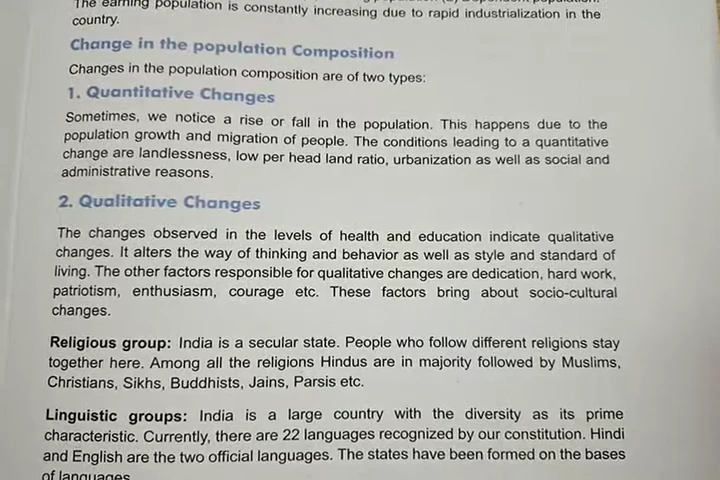 The earning population is constantly increasing due to rapid industrialization in the
country.
Change in the population Composition
Changes in the population composition are of two types:
1. Quantitative Changes
Sometimes, we notice a rise or fall in the population. This happens due to the
population growth and migration of people. The conditions leading to a quantitative
change are landlessness, low per head land ratio, urbanization as well as social and
administrative reasons.
2. Qualitative Changes
The changes observed in the levels of health and education indicate qualitative
changes. It alters the way of thinking and behavior as well as style and standard of
living. The other factors responsible for qualitative changes are dedication, hard work,
patriotism, enthusiasm, courage etc. These factors bring about socio-cultural
changes.
Religious group: India is a secular state. People who follow different religions stay
together here. Among all the religions Hindus are in majority followed by Muslims,
Christians, Sikhs, Buddhists, Jains, Parsis etc.
Linguistic groups: India is a large country with the diversity as its prime
characteristic. Currently, there are 22 languages recognized by our constitution. Hindi
and English are the two official languages. The states have been formed on the bases
of languages